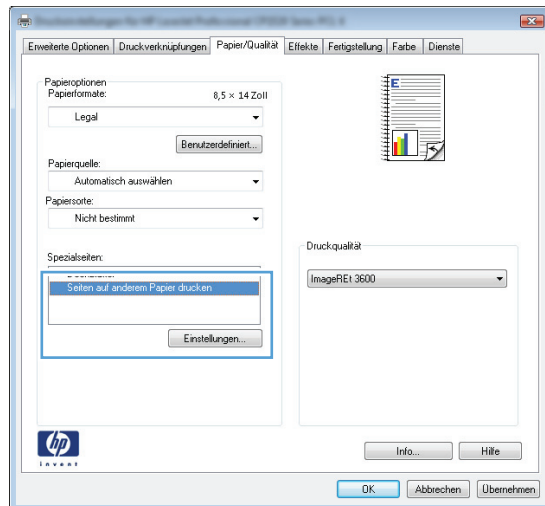 Erweiterte Optionen Druckverknüpfungen Papier/Qualität Effekte Fertigstellung Farbe Dienste
Papieroptionen
Papierformate: 8,5 × 14 Zoll
Legal
Benutzerdefiniert...
Papierquelle:
Automatisch auswählen
Papiersorte:
Nicht bestimmt
Spezialseiten:
Seiten auf anderem Papier drucken
Einstellungen...
E
Druckqualität
ImageREt 3600
hp
invent
Info... Hilfe
OK Abbrechen Übernehmen